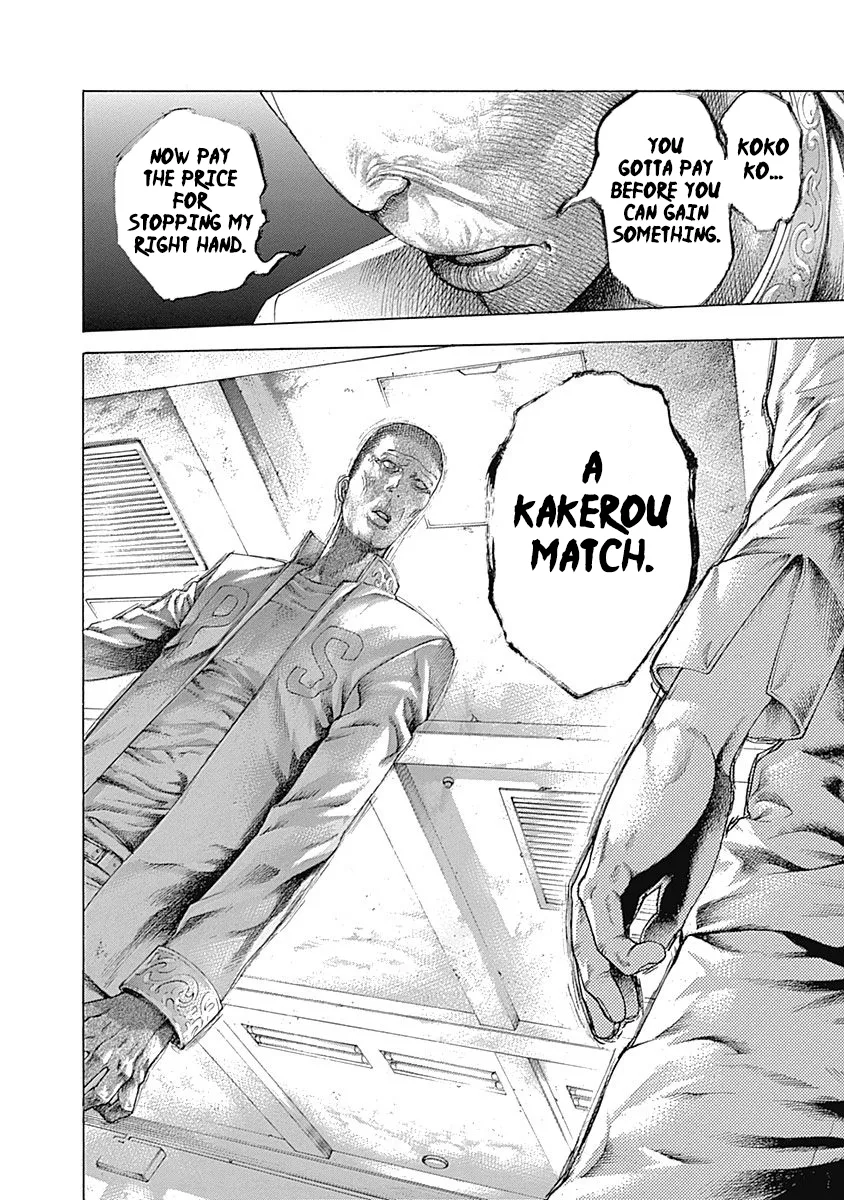 KOKO
KO...
YOU
GOTTA PAY
BEFORE YOU
CAN GAIN
SOMETHING.
NOW PAY
THE PRICE
FOR
STOPPING MY
RIGHT HAND.
A
KAKEROU
MATCH.
P S